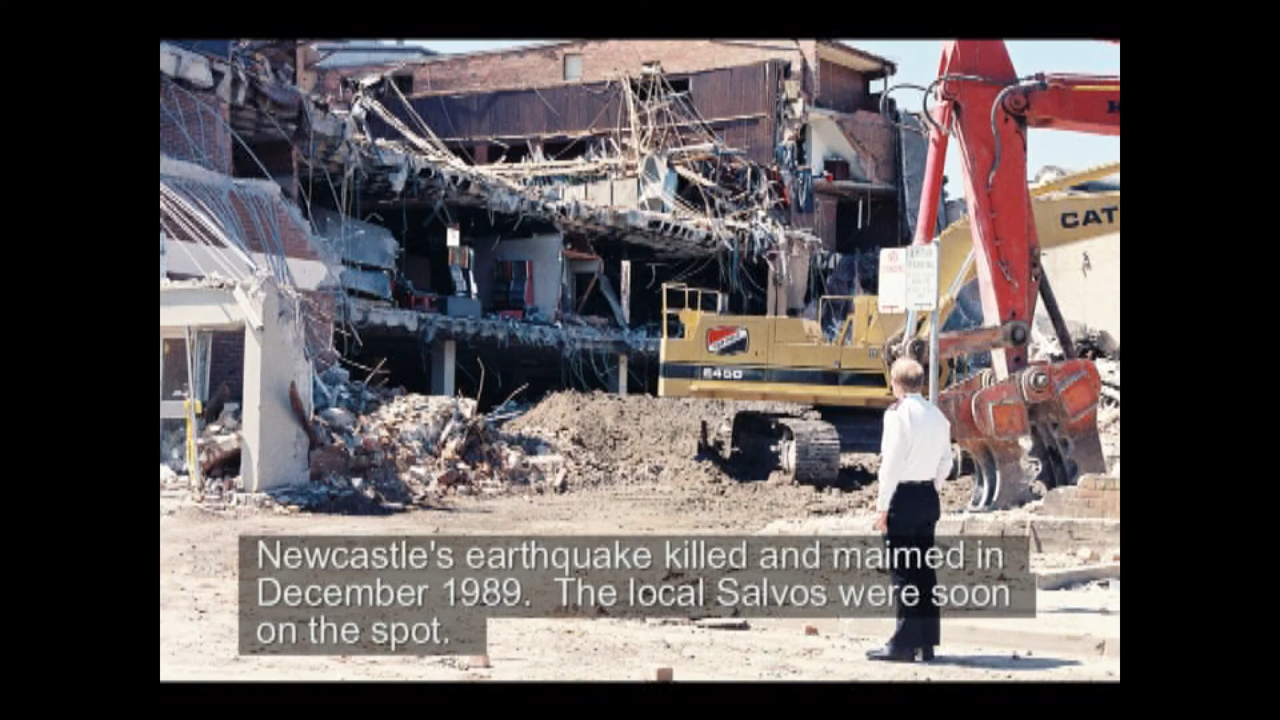 CAT
E450
Newcastle's earthquake killed and maimed in
December 1989.  The local Salvos were soon
on the spot.